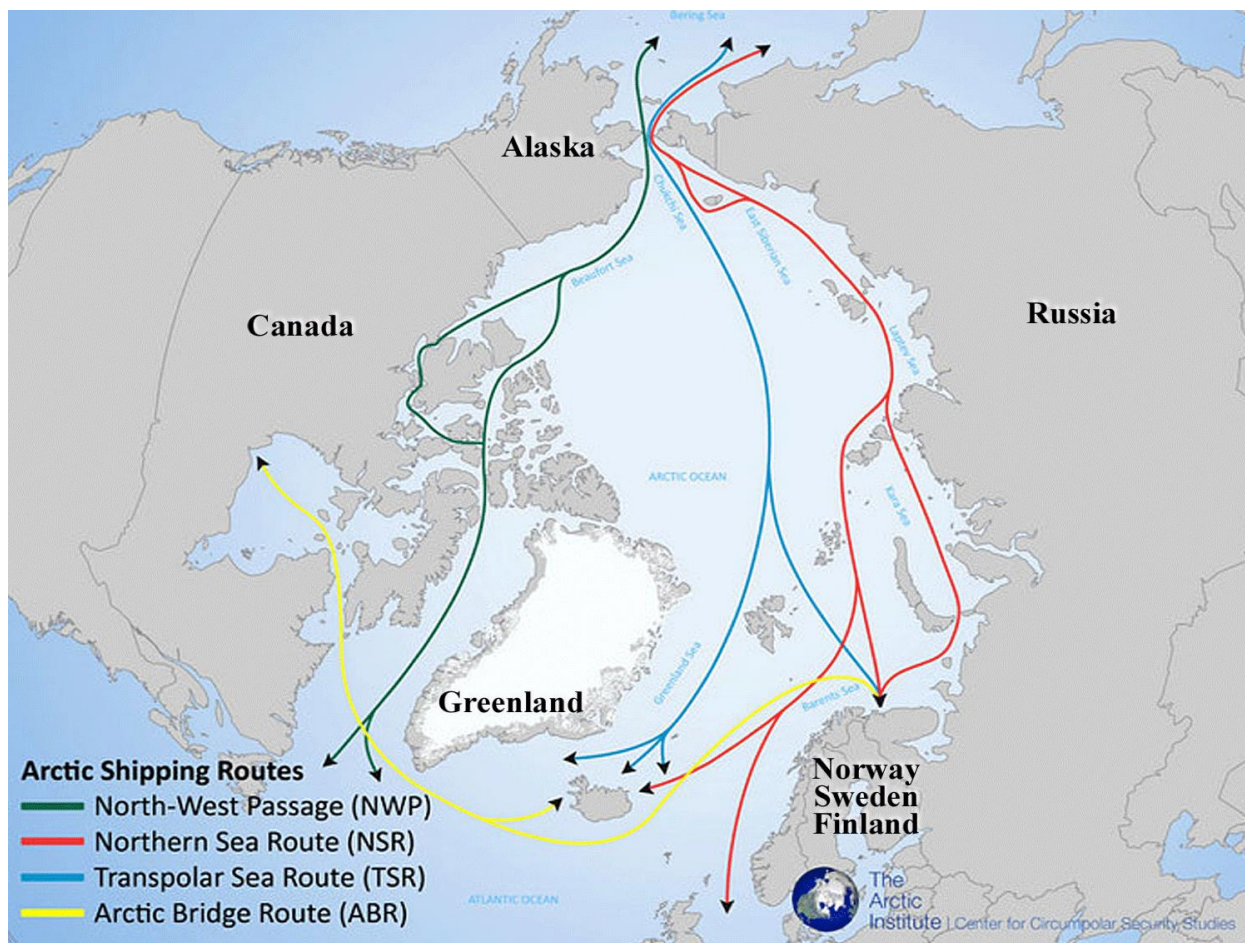 Bering Sea
Alaska
Chukchi Sea
East Siberian Sea
Beaufort Sea
Canada
Russia
Laptev Sea
ARCTIC OCEAN
Kara Sea
Greenland Sea
Barents Sea
Greenland
Norway
Sweden
Finland
Arctic Shipping Routes
North-West Passage (NWP)
Northern Sea Route (NSR)
Transpolar Sea Route (TSR)
Arctic Bridge Route (ABR)
ATLANTIC OCEAN
The
Arctic
Institute | Center for Circumpolar Security Studies